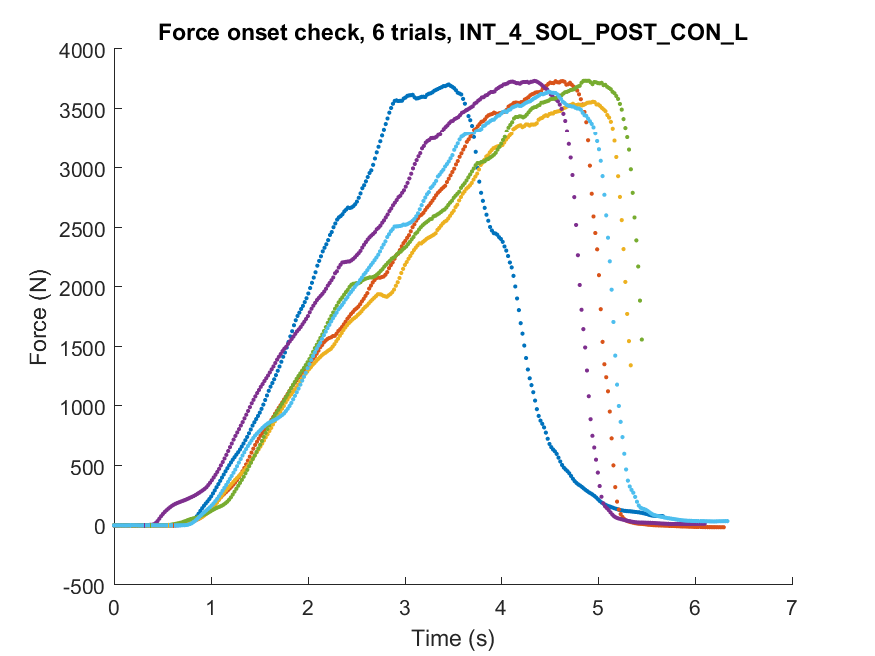 Force onset check, 6 trials, INT_4_SOL_POST_CON_L
4000
3500
3000
2500
2000
1500
1000
500
0
-500
Force (N)
0 1 2 3 4 5 6 7
Time (s)